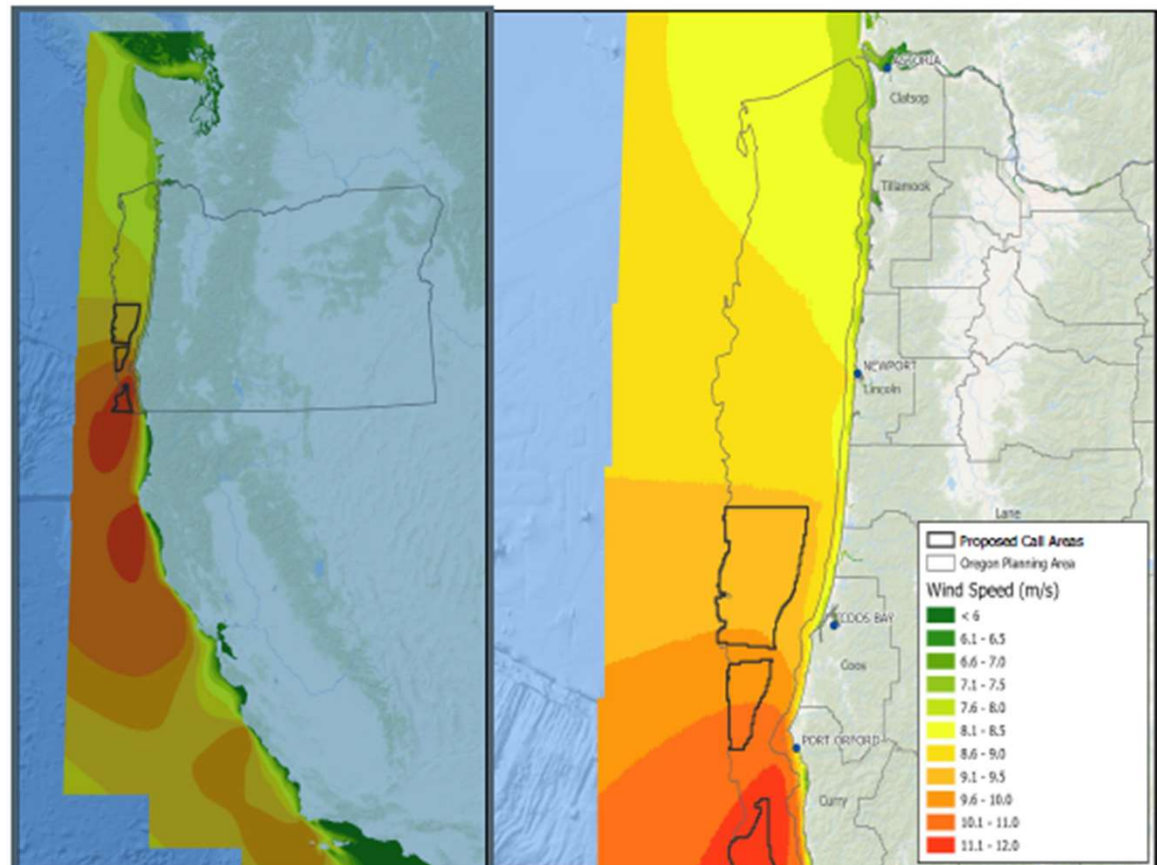 ASTORIA
Clatsop
Tillamook
NEWPORT
Lincoln
Lane
COOS BAY
Coos
PORT ORFORD
Curry
Proposed Call Areas
Oregon Planning Area
Wind Speed (m/s)
< 6
6.1 - 6.5
6.6 - 7.0
7.1 - 7.5
7.6 - 8.0
8.1 - 8.5
8.6 - 9.0
9.1 - 9.5
9.6 - 10.0
10.1 - 11.0
11.1 - 12.0